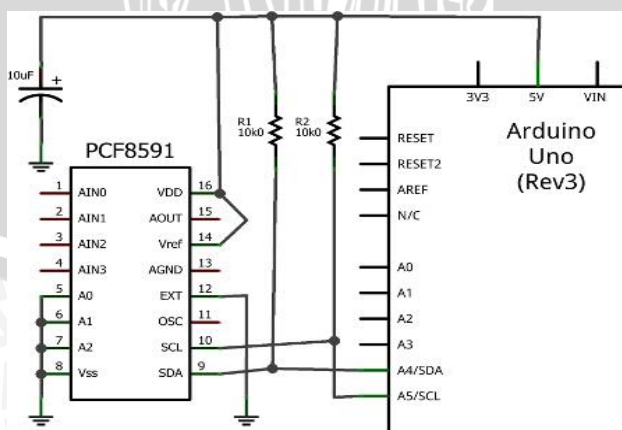 3V3 5V VIN
10uF +
R1
10k0
R2
10k0
Arduino
Uno
(Rev3)
RESET
RESET2
AREF
N/C
A0
A1
A2
A3
A4/SDA
A5/SCL
PCF8591
1 AIN0 VDD 16
2 AIN1 AOUT 15
3 AIN2 Vref 14
4 AIN3 AGND 13
5 A0 EXT 12
6 A1 OSC 11
7 A2 SCL 10
8 Vss SDA 9